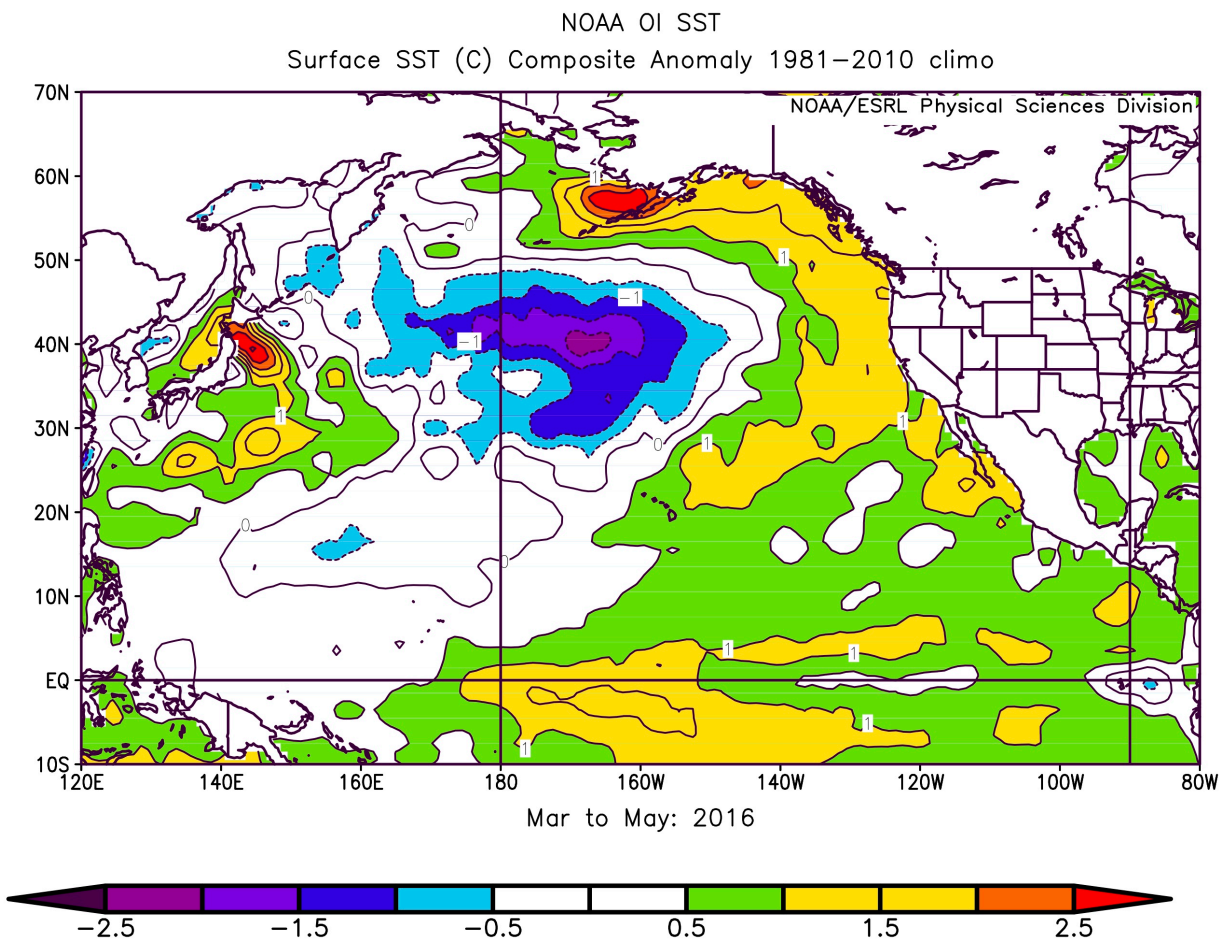 NOAA OI SST
Surface SST (C) Composite Anomaly 1981−2010 climo
NOAA/ESRL Physical Sciences Division
70N
60N
50N
40N
30N
20N
10N
EQ
10S
1
0
1
0
−1
−1
1
1
0
1
0
0
1
1
1
1
120E 140E 160E 180 160W 140W 120W 100W 80W
Mar to May: 2016
−2.5 −1.5 −0.5 0.5 1.5 2.5